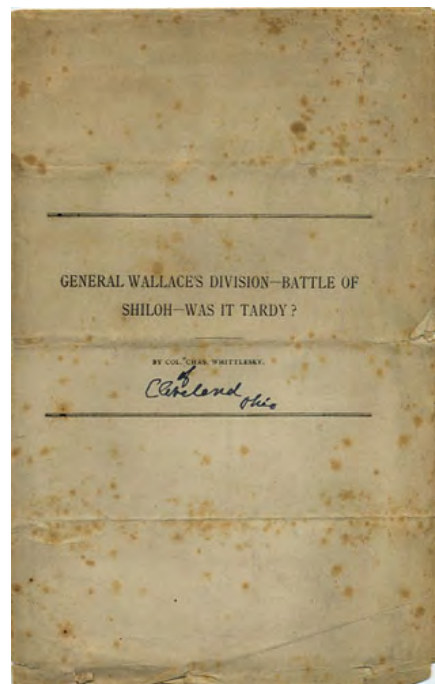 GENERAL WALLACE'S DIVISION—BATTLE OF
SHILOH—WAS IT TARDY?
BY COL. CHAS. WHITTLESEY.
of
Cleveland
Ohio